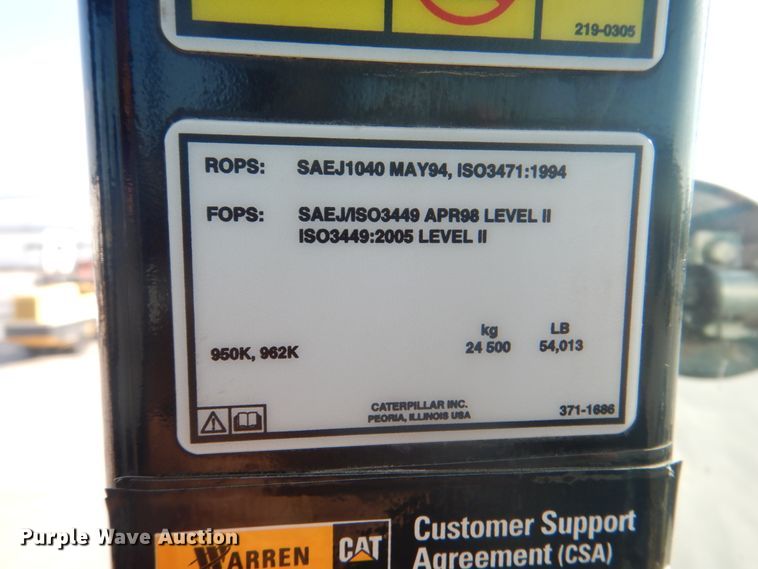 219-0305
ROPS: SAEJ1040 MAY94, ISO3471:1994
FOPS: SAEJ/ISO3449 APR98 LEVEL II
ISO3449:2005 LEVEL II
kg LB
950K, 962K 24 500 54,013
CATERPILLAR INC.
PEORIA, ILLINOIS USA
371-1686
WARREN CAT
Customer Support
Agreement (CSA)
Purple Wave Auction